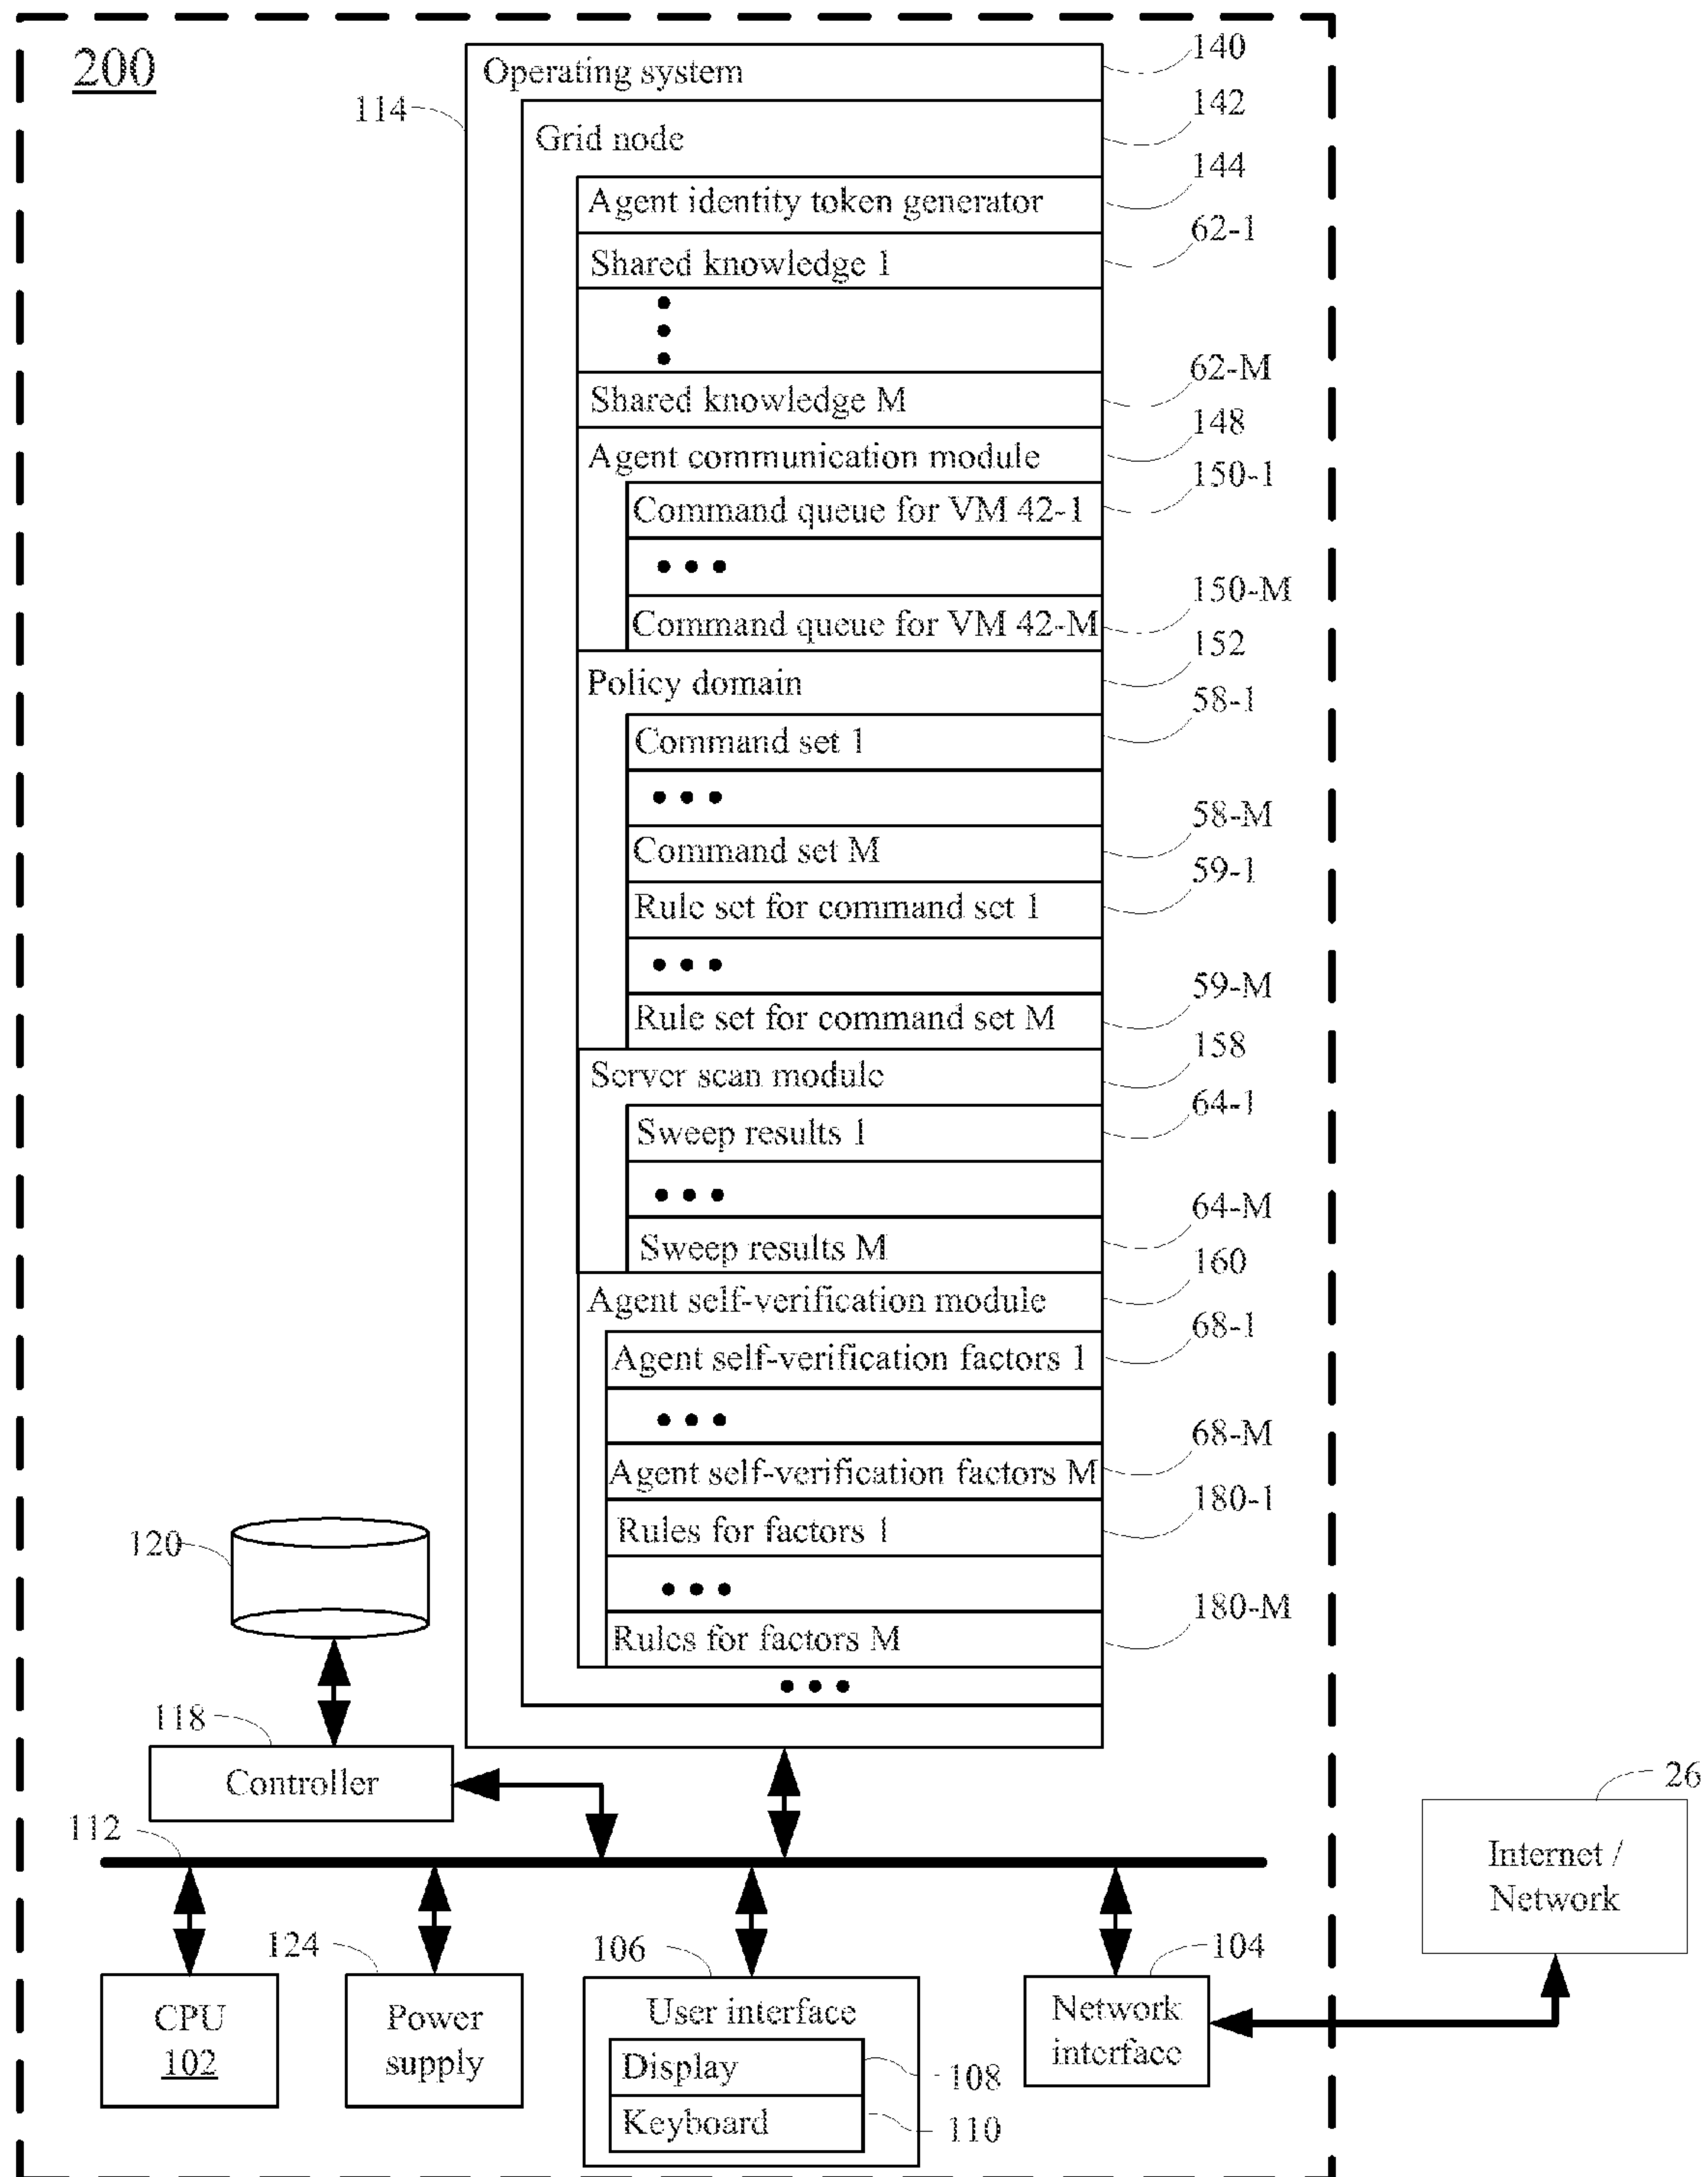 200
114
Operating system
140
Grid node
142
Agent identity token generator
144
Shared knowledge 1
62-1
Shared knowledge M
62-M
Agent communication module
148
Command queue for VM 42-1
150-1
Command queue for VM 42-M
150-M
Policy domain
152
Command set 1
58-1
Command set M
58-M
Rule set for command set 1
59-1
Rule set for command set M
59-M
Server scan module
158
Sweep results 1
64-1
Sweep results M
64-M
Agent self-verification module
160
Agent self-verification factors 1
68-1
Agent self-verification factors M
68-M
Rules for factors 1
180-1
Rules for factors M
180-M
120
118
Controller
112
26
Internet /
Network
CPU
102
124
Power
supply
106
User interface
Display
108
Keyboard
110
104
Network
interface